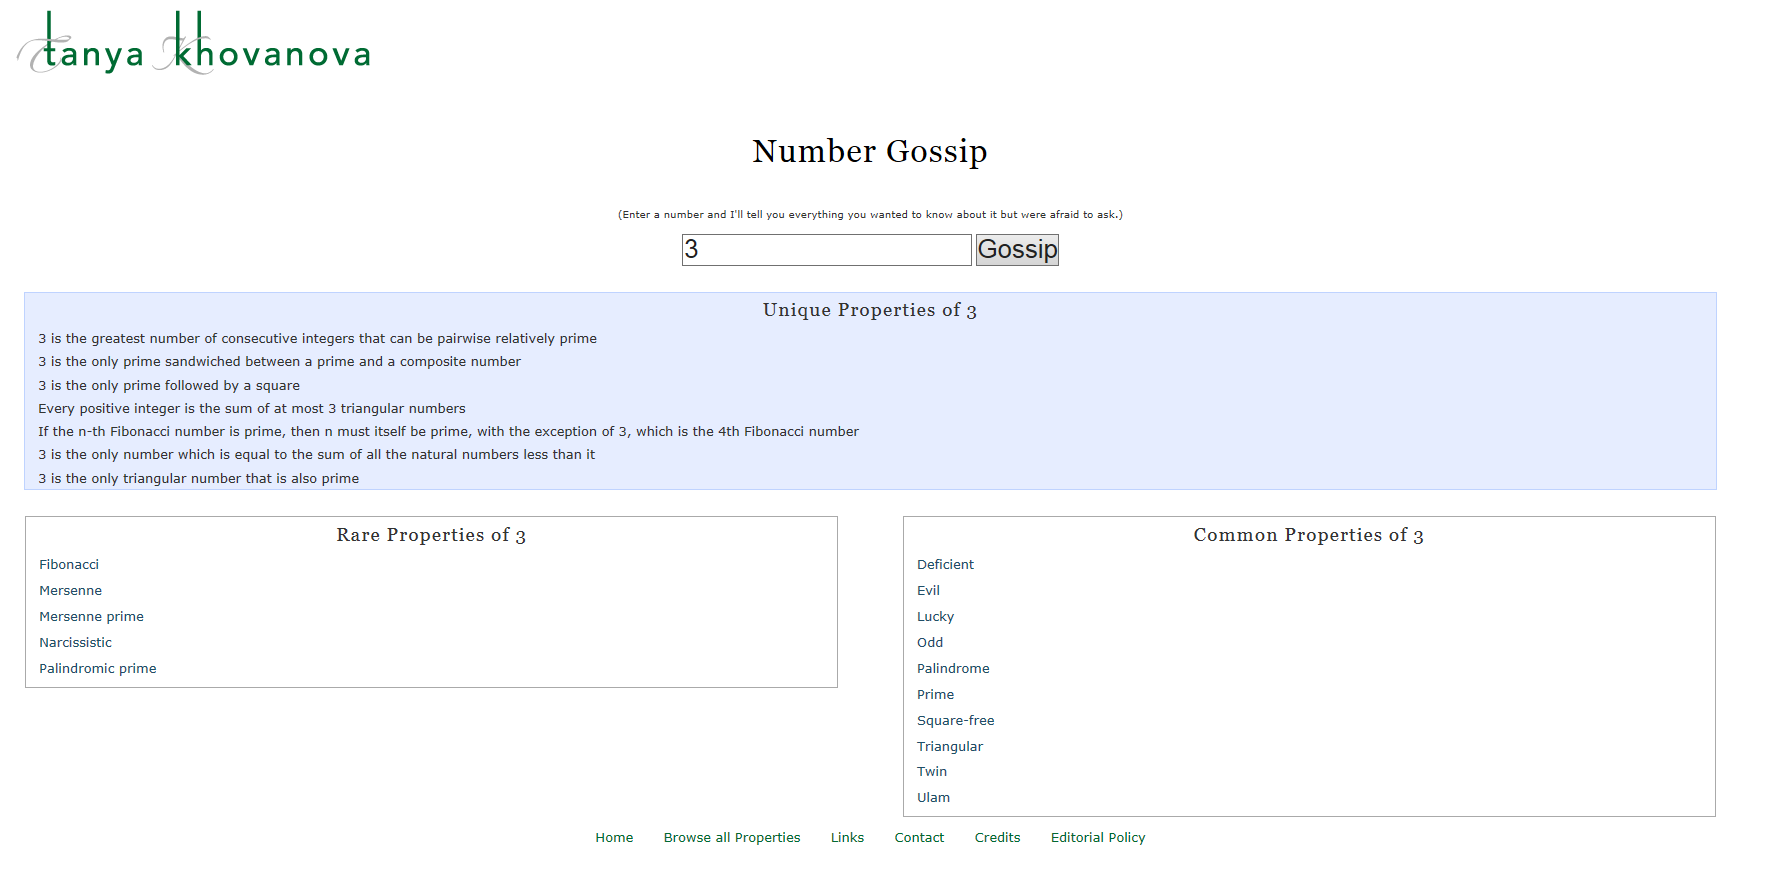 tanya khovanova
Number Gossip
(Enter a number and I'll tell you everything you wanted to know about it but were afraid to ask.)
3 Gossip
Unique Properties of 3
3 is the greatest number of consecutive integers that can be pairwise relatively prime
3 is the only prime sandwiched between a prime and a composite number
3 is the only prime followed by a square
Every positive integer is the sum of at most 3 triangular numbers
If the n-th Fibonacci number is prime, then n must itself be prime, with the exception of 3, which is the 4th Fibonacci number
3 is the only number which is equal to the sum of all the natural numbers less than it
3 is the only triangular number that is also prime
Rare Properties of 3
Fibonacci
Mersenne
Mersenne prime
Narcissistic
Palindromic prime
Common Properties of 3
Deficient
Evil
Lucky
Odd
Palindrome
Prime
Square-free
Triangular
Twin
Ulam
Home Browse all Properties Links Contact Credits Editorial Policy